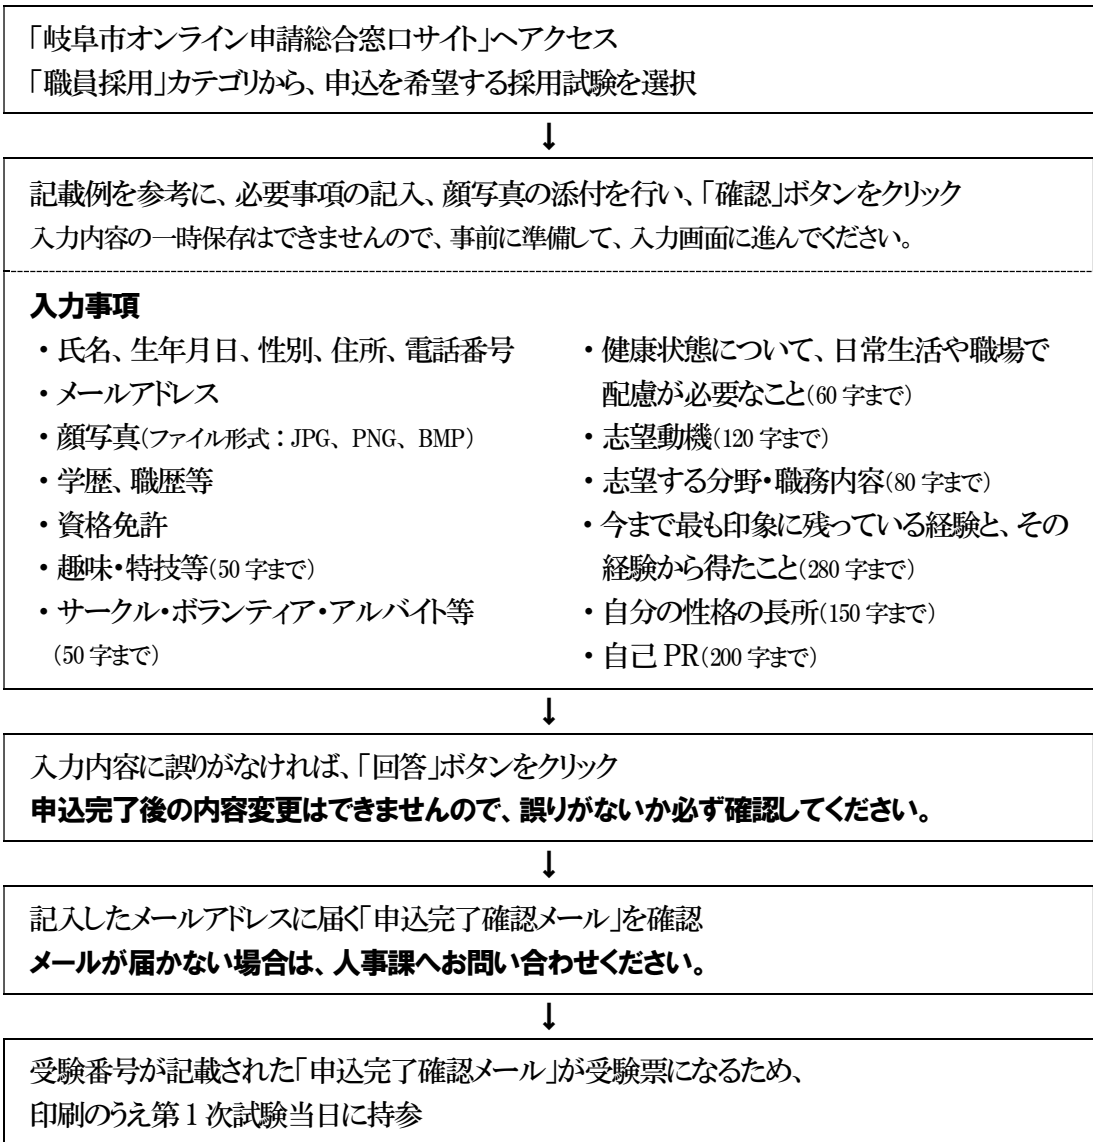 「岐阜市オンライン申請総合窓口サイト」へアクセス
「職員採用」カテゴリから、申込を希望する採用試験を選択
↓
記載例を参考に、必要事項の記入、顔写真の添付を行い、「確認」ボタンをクリック
入力内容の一時保存はできませんので、事前に準備して、入力画面に進んでください。
入力事項
・氏名、生年月日、性別、住所、電話番号
・メールアドレス
・顔写真(ファイル形式：JPG、PNG、BMP)
・学歴、職歴等
・資格免許
・趣味・特技等(50字まで)
・サークル・ボランティア・アルバイト等
(50字まで)
・健康状態について、日常生活や職場で
配慮が必要なこと(60字まで)
・志望動機(120字まで)
・志望する分野・職務内容(80字まで)
・今まで最も印象に残っている経験と、その
経験から得たこと(280字まで)
・自分の性格の長所(150字まで)
・自己PR(200字まで)
↓
入力内容に誤りがなければ、「回答」ボタンをクリック
申込完了後の内容変更はできませんので、誤りがないか必ず確認してください。
↓
記入したメールアドレスに届く「申込完了確認メール」を確認
メールが届かない場合は、人事課へお問い合わせください。
↓
受験番号が記載された「申込完了確認メール」が受験票になるため、
印刷のうえ第1次試験当日に持参